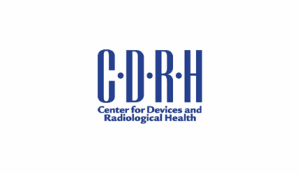 C·D·R·H
Center for Devices and
Radiological Health